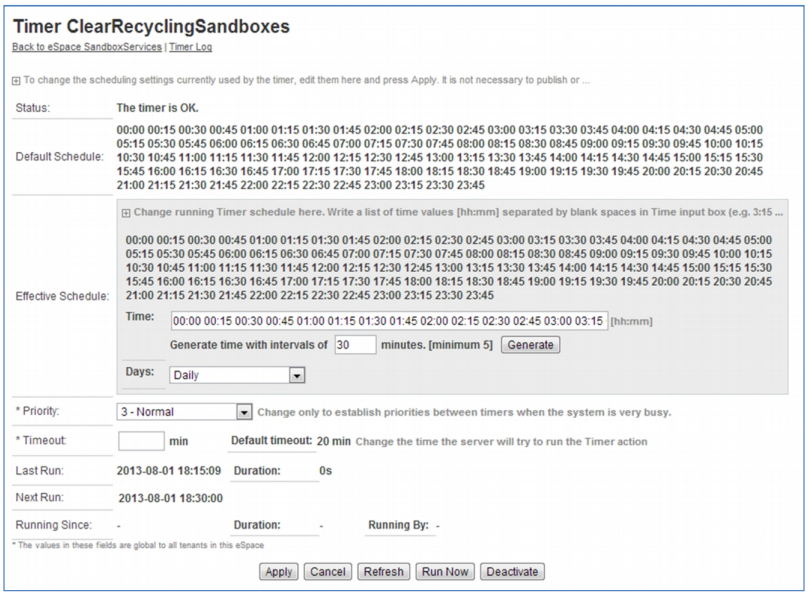 Timer ClearRecyclingSandboxes
Back to eSpace SandboxServices | Timer Log
To change the scheduling settings currently used by the timer, edit them here and press Apply. It is not necessary to publish or ...
Status: The timer is OK.
00:00 00:15 00:30 00:45 01:00 01:15 01:30 01:45 02:00 02:15 02:30 02:45 03:00 03:15 03:30 03:45 04:00 04:15 04:30 04:45 05:00
Default Schedule: 05:15 05:30 05:45 06:00 06:15 06:30 06:45 07:00 07:15 07:30 07:45 08:00 08:15 08:30 08:45 09:00 09:15 09:30 09:45 10:00 10:15
10:30 10:45 11:00 11:15 11:30 11:45 12:00 12:15 12:30 12:45 13:00 13:15 13:30 13:45 14:00 14:15 14:30 14:45 15:00 15:15 15:30
15:45 16:00 16:15 16:30 16:45 17:00 17:15 17:30 17:45 18:00 18:15 18:30 18:45 19:00 19:15 19:30 19:45 20:00 20:15 20:30 20:45
21:00 21:15 21:30 21:45 22:00 22:15 22:30 22:45 23:00 23:15 23:30 23:45
Change running Timer schedule here. Write a list of time values [hh:mm] separated by blank spaces in Time input box (e.g. 3:15 ...
00:00 00:15 00:30 00:45 01:00 01:15 01:30 01:45 02:00 02:15 02:30 02:45 03:00 03:15 03:30 03:45 04:00 04:15 04:30 04:45 05:00
05:15 05:30 05:45 06:00 06:15 06:30 06:45 07:00 07:15 07:30 07:45 08:00 08:15 08:30 08:45 09:00 09:15 09:30 09:45 10:00 10:15
10:30 10:45 11:00 11:15 11:30 11:45 12:00 12:15 12:30 12:45 13:00 13:15 13:30 13:45 14:00 14:15 14:30 14:45 15:00 15:15 15:30
15:45 16:00 16:15 16:30 16:45 17:00 17:15 17:30 17:45 18:00 18:15 18:30 18:45 19:00 19:15 19:30 19:45 20:00 20:15 20:30 20:45
Effective Schedule: 21:00 21:15 21:30 21:45 22:00 22:15 22:30 22:45 23:00 23:15 23:30 23:45
Time: 00:00 00:15 00:30 00:45 01:00 01:15 01:30 01:45 02:00 02:15 02:30 02:45 03:00 03:15 [hh:mm]
Generate time with intervals of 30 minutes. [minimum 5] Generate
Days: Daily
* Priority: 3 - Normal Change only to establish priorities between timers when the system is very busy.
* Timeout: min Default timeout: 20 min Change the time the server will try to run the Timer action
Last Run: 2013-08-01 18:15:09 Duration: 0s
Next Run: 2013-08-01 18:30:00
Running Since: - Duration: - Running By: -
* The values in these fields are global to all tenants in this eSpace
Apply Cancel Refresh Run Now Deactivate